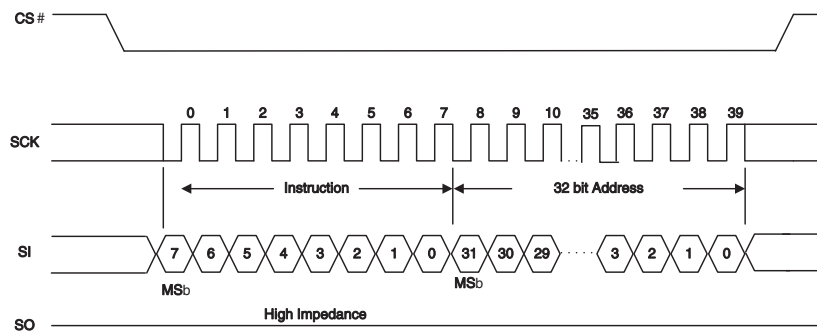 CS#
0 1 2 3 4 5 6 7 8 9 10 35 36 37 38 39
SCK
Instruction 32 bit Address
SI 7 6 5 4 3 2 1 0 31 30 29 3 2 1 0
MSb MSb
High Impedance
SO